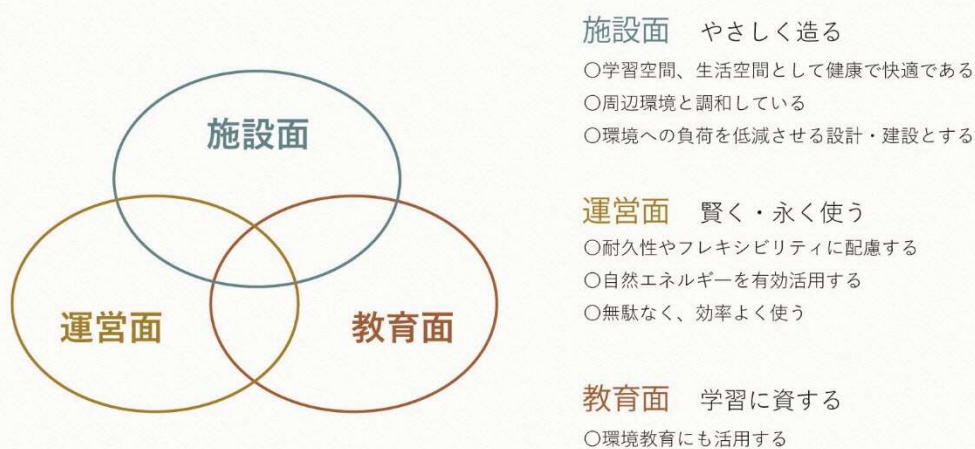 施設面
運営面
教育面
施設面 やさしく造る
○学習空間、生活空間として健康で快適である
○周辺環境と調和している
○環境への負荷を低減させる設計・建設とする
運営面 賢く・永く使う
○耐久性やフレキシビリティに配慮する
○自然エネルギーを有効活用する
○無駄なく、効率よく使う
教育面 学習に資する
○環境教育にも活用する